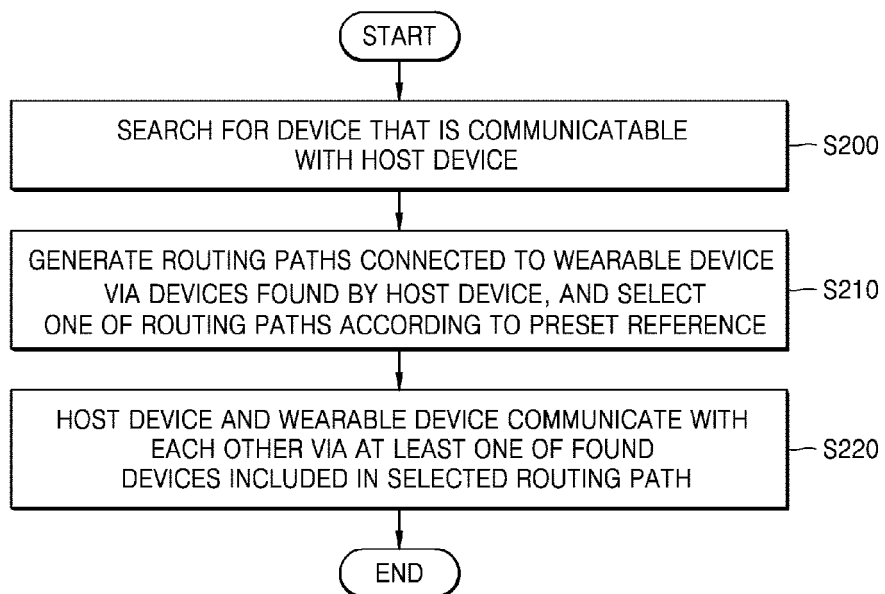 START
SEARCH FOR DEVICE THAT IS COMMUNICATABLE
WITH HOST DEVICE
S200
GENERATE ROUTING PATHS CONNECTED TO WEARABLE DEVICE
VIA DEVICES FOUND BY HOST DEVICE, AND SELECT
ONE OF ROUTING PATHS ACCORDING TO PRESET REFERENCE
S210
HOST DEVICE AND WEARABLE DEVICE COMMUNICATE WITH
EACH OTHER VIA AT LEAST ONE OF FOUND
DEVICES INCLUDED IN SELECTED ROUTING PATH
S220
END